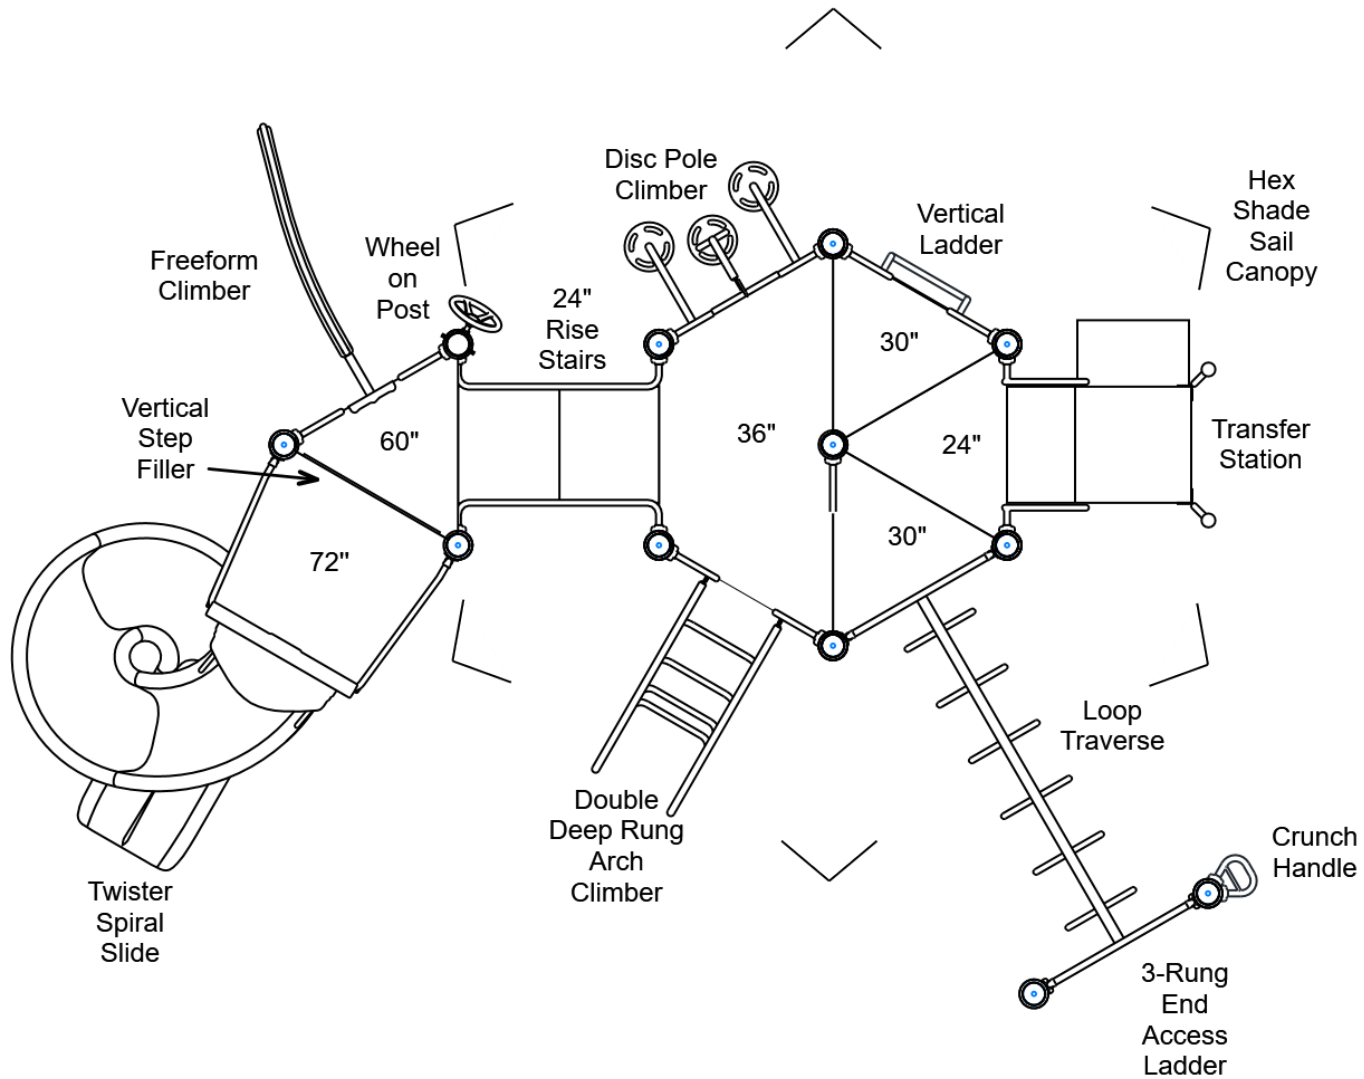 Disc Pole
Climber
Hex
Shade
Sail
Canopy
Vertical
Ladder
Wheel
on
Post
Freeform
Climber
24"
Rise
Stairs
30"
Vertical
Step
Filler
60"
36"
24"
Transfer
Station
30"
72"
Loop
Traverse
Double
Deep Rung
Arch
Climber
Crunch
Handle
Twister
Spiral
Slide
3-Rung
End
Access
Ladder